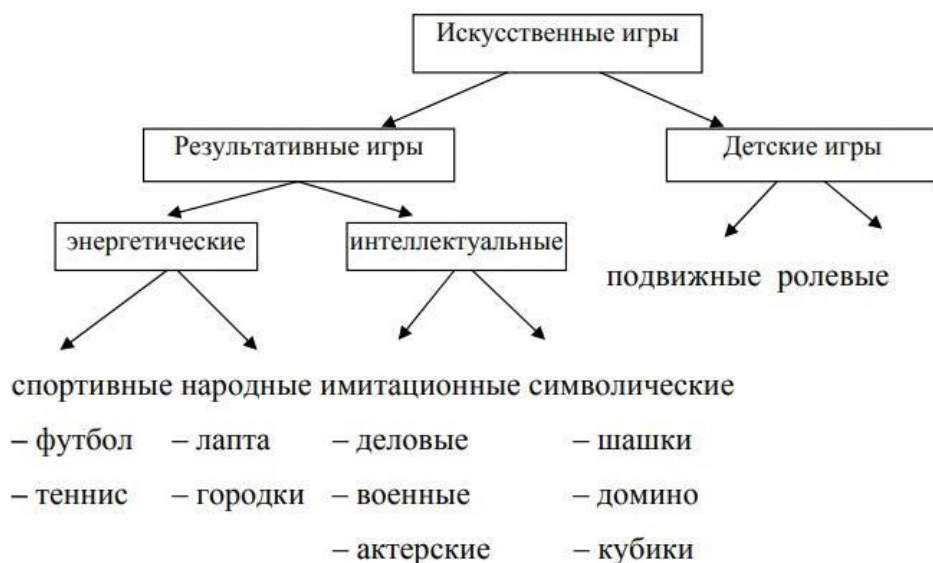 Искусственные игры
Результативные игры
Детские игры
энергетические
интеллектуальные
подвижные ролевые
спортивные народные имитационные символические
– футбол – лапта – деловые – шашки
– теннис – городки – военные – домино
– актерские – кубики